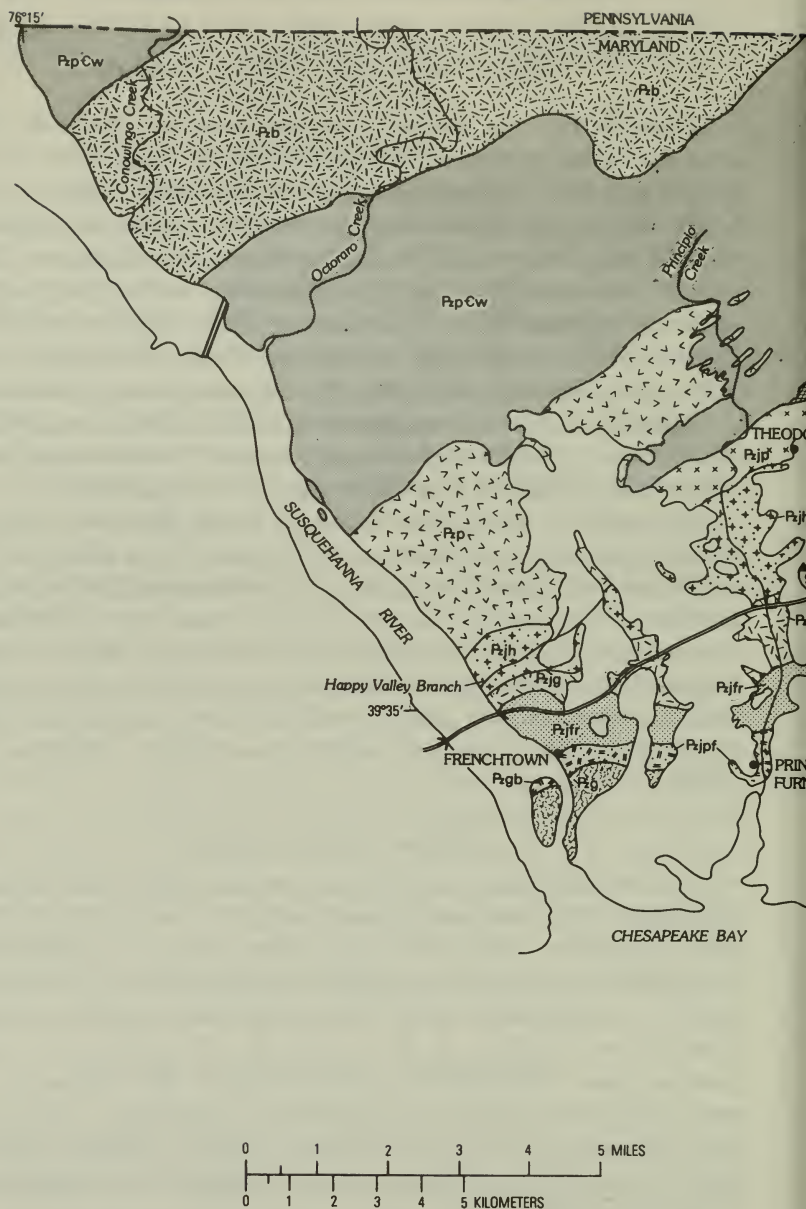 76°15′
PENNSYLVANIA
MARYLAND
PzpЄw
Conowingo Creek
Pzb
Pzb
Octoraro Creek
Principio
Creek
PzpЄw
THEODO
Pzjp
Pzjh
SUSQUEHANNA
RIVER
Pzp
Pzjh
Pzjg
Happy Valley Branch
39°35′
Pzjfr
Pzjfr
FRENCHTOWN
Pzjpf
Pzgb
Pzg
PRIN
FURN
CHESAPEAKE BAY
0 1 2 3 4 5 MILES
0 1 2 3 4 5 KILOMETERS